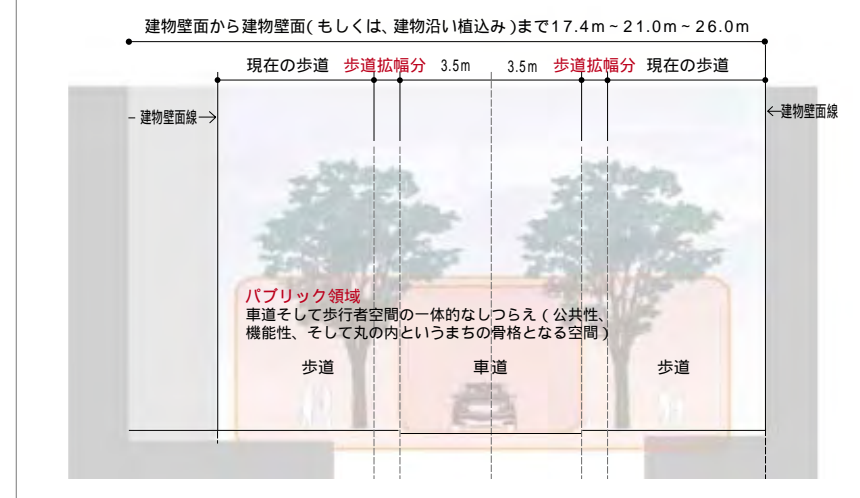 建物壁面から建物壁面(もしくは、建物沿い植込み)まで17.4m~21.0m~26.0m
現在の歩道 歩道拡幅分 3.5m 3.5m 歩道拡幅分 現在の歩道
建物壁面線 建物壁面線
パブリック領域
車道そして歩行者空間の一体的なしつらえ(公共性、
機能性、そして丸の内というまちの骨格となる空間)
歩道 車道 歩道